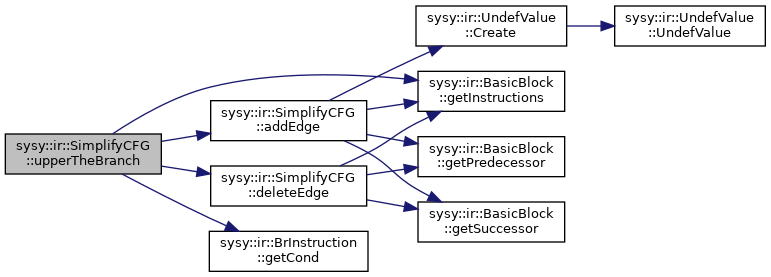 sysy::ir::SimplifyCFG
::upperTheBranch
sysy::ir::SimplifyCFG
::addEdge
sysy::ir::SimplifyCFG
::deleteEdge
sysy::ir::BrInstruction
::getCond
sysy::ir::UndefValue
::Create
sysy::ir::BasicBlock
::getInstructions
sysy::ir::BasicBlock
::getPredecessor
sysy::ir::BasicBlock
::getSuccessor
sysy::ir::UndefValue
::UndefValue